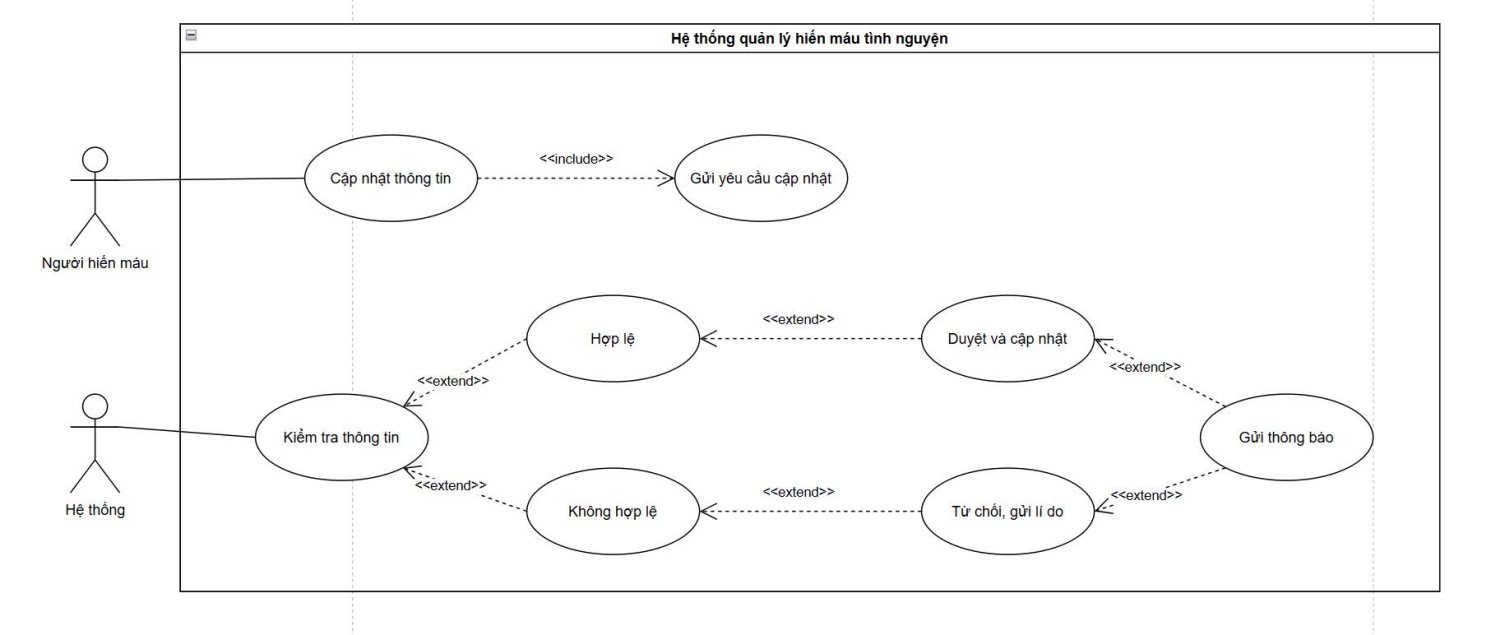 Hệ thống quản lý hiến máu tình nguyện
Cập nhật thông tin
<<include>>
Gửi yêu cầu cập nhật
Người hiến máu
Hợp lệ
<<extend>>
Duyệt và cập nhật
<<extend>>
<<extend>>
Kiểm tra thông tin
Gửi thông báo
<<extend>>
<<extend>>
<<extend>>
Không hợp lệ
Từ chối, gửi lí do
Hệ thống